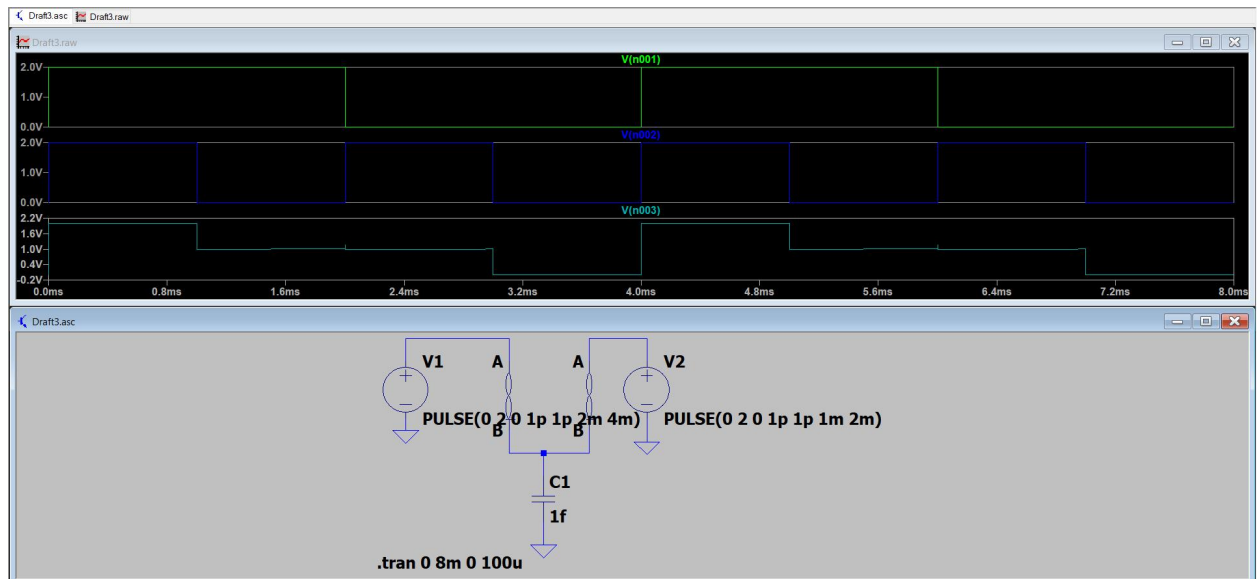 Draft3.asc Draft3.raw
Draft3.raw
V(n001)
2.0V
1.0V
0.0V
V(n002)
2.0V
1.0V
0.0V
V(n003)
2.2V
1.6V
1.0V
0.4V
-0.2V
0.0ms 0.8ms 1.6ms 2.4ms 3.2ms 4.0ms 4.8ms 5.6ms 6.4ms 7.2ms 8.0ms
Draft3.asc
V1 A A V2
PULSE(0 2 0 1p 1p 2m 4m) PULSE(0 2 0 1p 1p 1m 2m)
B B
C1
1f
.tran 0 8m 0 100u